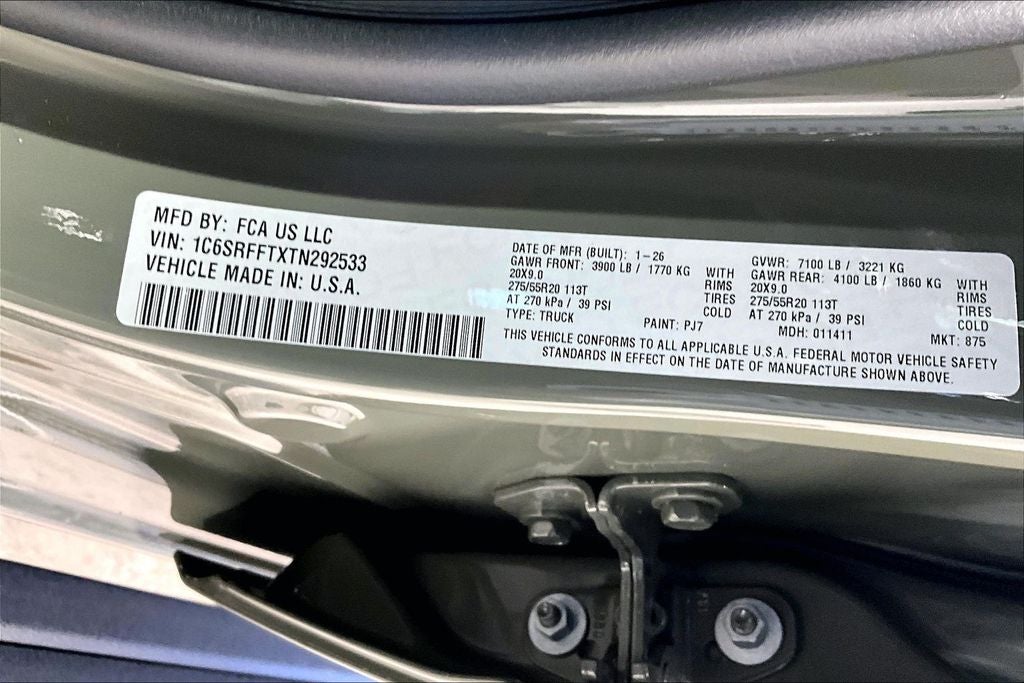 MFD BY: FCA US LLC
VIN: 1C6SRFFTXTN292533
VEHICLE MADE IN: U.S.A.
DATE OF MFR (BUILT): 1-26
GAWR FRONT: 3900 LB / 1770 KG WITH
20X9.0 RIMS
275/55R20 113T TIRES
AT 270 kPa / 39 PSI COLD
TYPE: TRUCK PAINT: PJ7
GVWR: 7100 LB / 3221 KG
GAWR REAR: 4100 LB / 1860 KG WITH
20X9.0 RIMS
275/55R20 113T TIRES
AT 270 kPa / 39 PSI COLD
MDH: 011411 MKT: 875
THIS VEHICLE CONFORMS TO ALL APPLICABLE U.S.A. FEDERAL MOTOR VEHICLE SAFETY
STANDARDS IN EFFECT ON THE DATE OF MANUFACTURE SHOWN ABOVE.